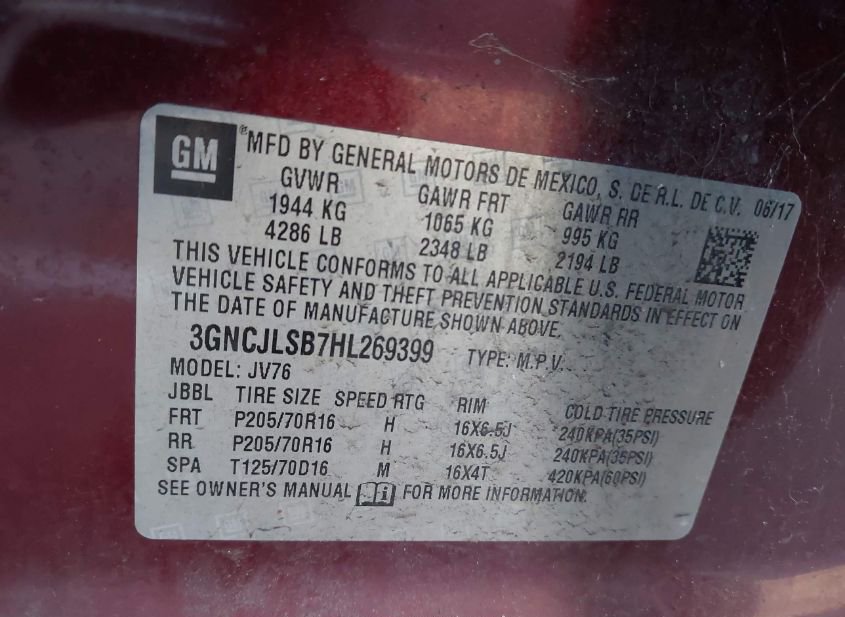 GM ®MFD BY GENERAL MOTORS DE MEXICO, S. DE R.L. DE C.V. 06/17
GVWR GAWR FRT GAWR RR
1944 KG 1065 KG 995 KG
4286 LB 2348 LB 2194 LB
THIS VEHICLE CONFORMS TO ALL APPLICABLE U.S. FEDERAL MOTOR
VEHICLE SAFETY AND THEFT PREVENTION STANDARDS IN EFFECT ON
THE DATE OF MANUFACTURE SHOWN ABOVE.
3GNCJLSB7HL269399 TYPE: M.P.V.
MODEL: JV76
JBBL TIRE SIZE SPEED RTG RIM COLD TIRE PRESSURE
FRT P205/70R16 H 16X6.5J 240KPA(35PSI)
RR P205/70R16 H 16X6.5J 240KPA(35PSI)
SPA T125/70D16 M 16X4T 420KPA(60PSI)
SEE OWNER'S MANUAL FOR MORE INFORMATION.